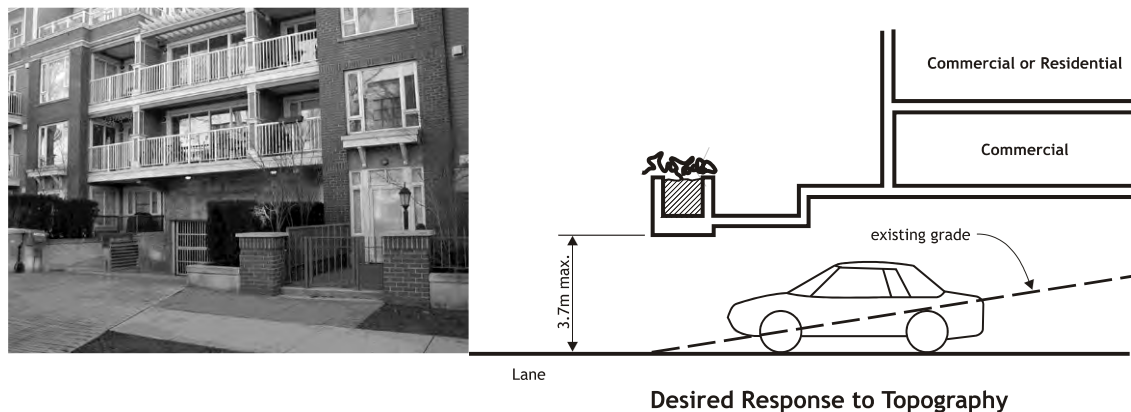 Commercial or Residential
Commercial
existing grade
3.7m max.
Lane
Desired Response to Topography